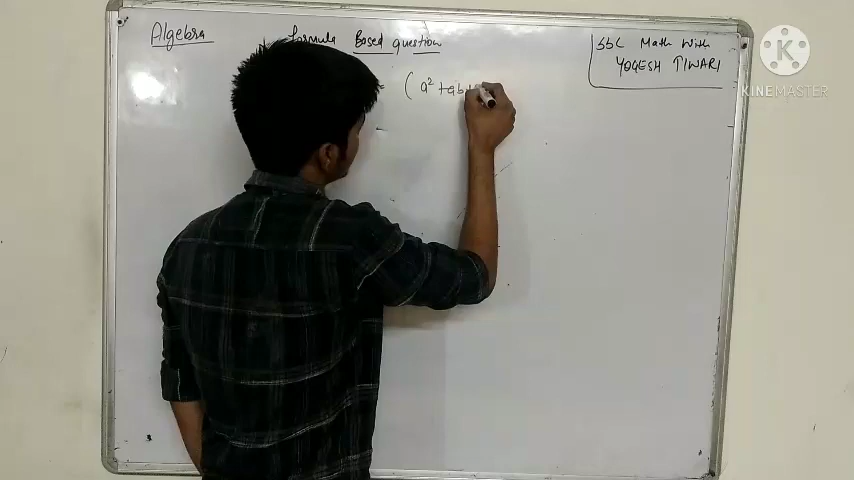 Algebra
formula Based question
SSC Math With
YOGESH TIWARI
(a² + ab +
K
KINEMASTER